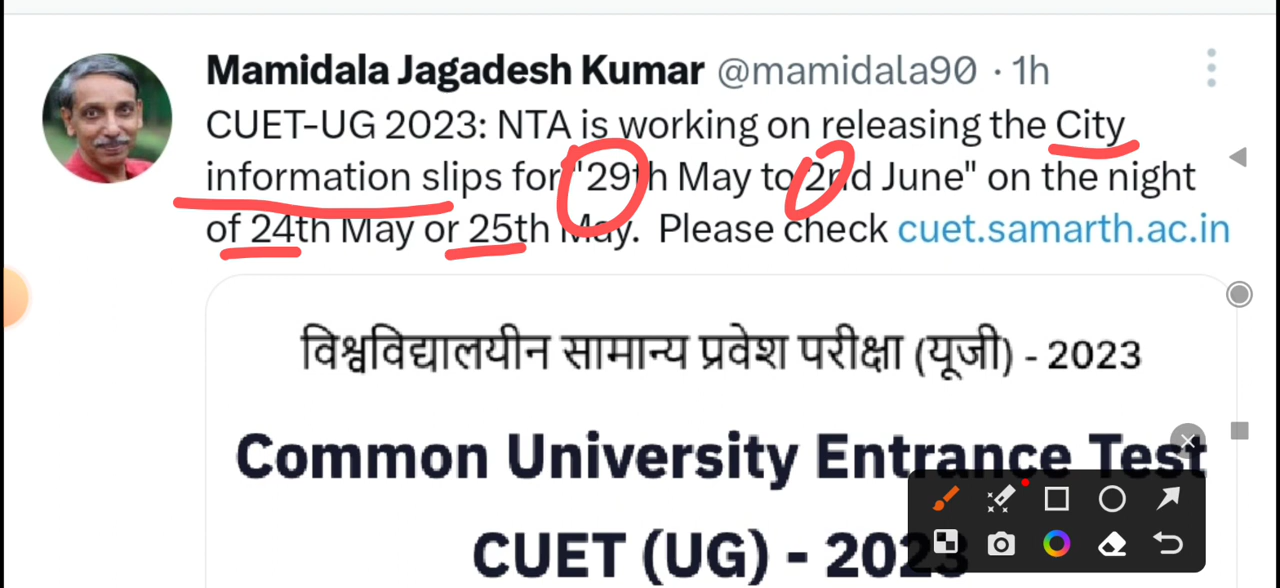 Mamidala Jagadesh Kumar @mamidala90 · 1h
CUET-UG 2023: NTA is working on releasing the City
information slips for "29th May to 2nd June" on the night
of 24th May or 25th May. Please check cuet.samarth.ac.in
विश्वविद्यालयीन सामान्य प्रवेश परीक्षा (यूजी) - 2023
Common University Entrance Test
CUET (UG) - 2023